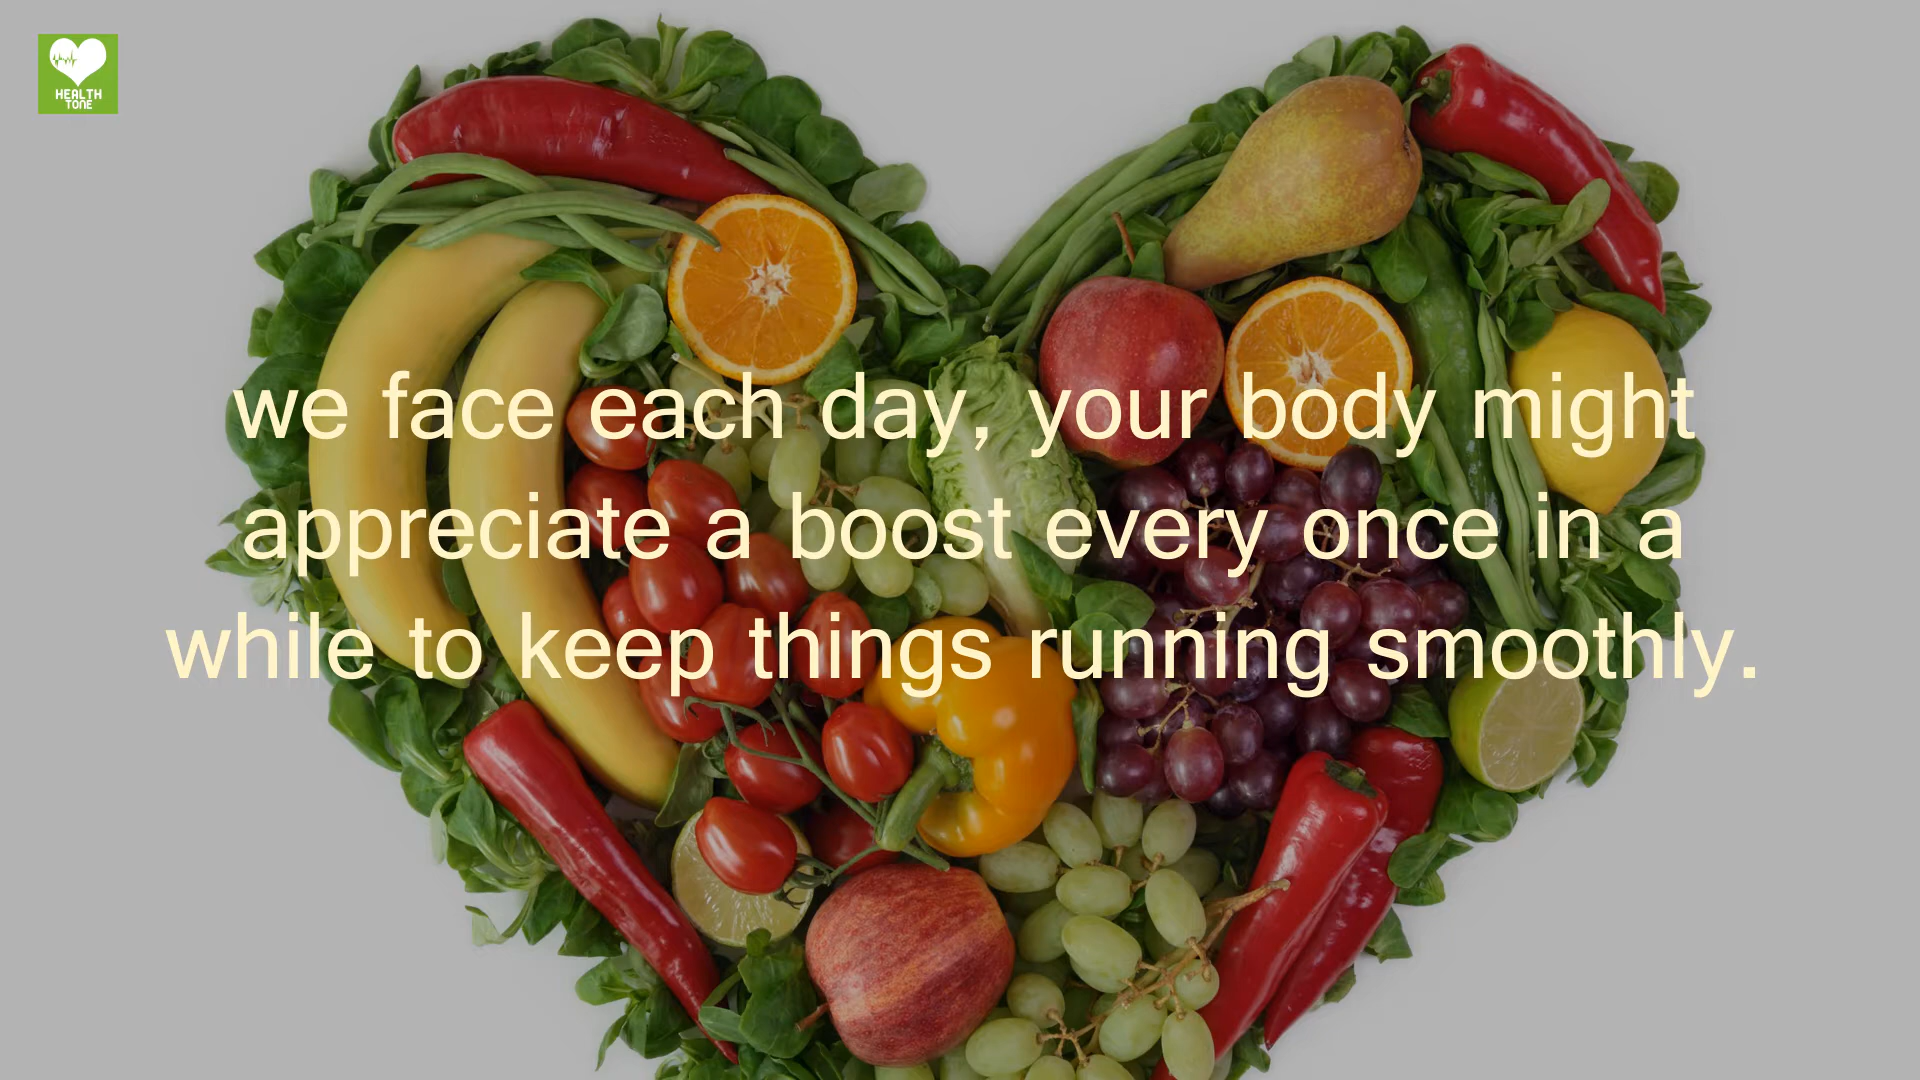 HEALTH
TONE
we face each day, your body might
appreciate a boost every once in a
while to keep things running smoothly.